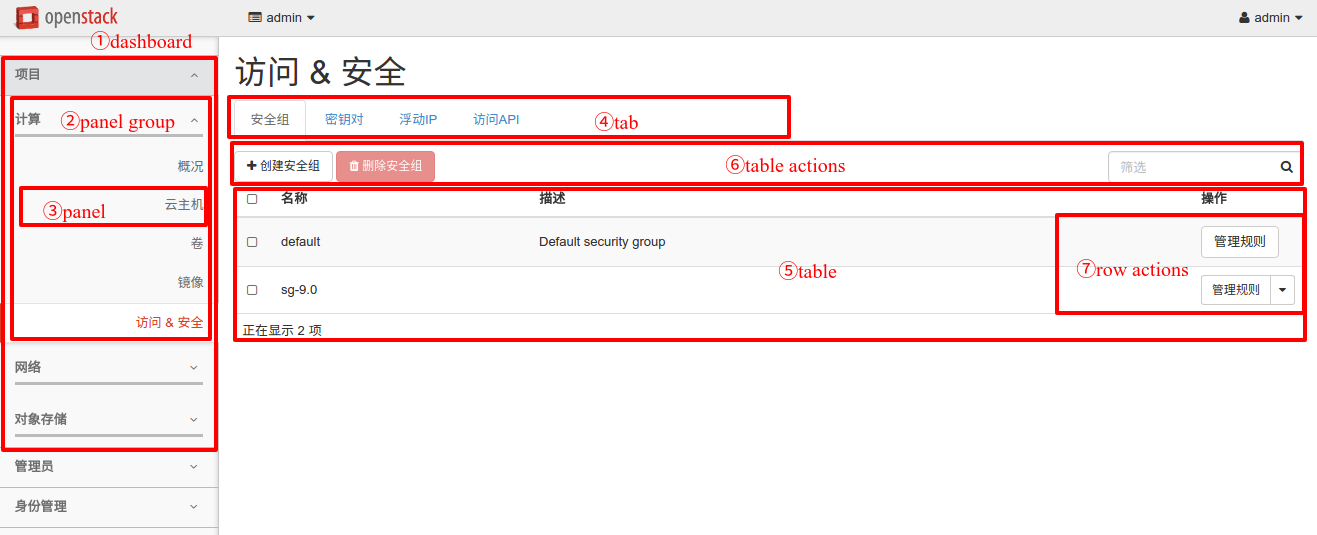 openstack
admin
admin
①dashboard
项目
计算
②panel group
概况
③panel
云主机
卷
镜像
访问 & 安全
网络
对象存储
管理员
身份管理
访问 & 安全
安全组 密钥对 浮动IP 访问API
④tab
创建安全组 删除安全组
⑥table actions
筛选
名称 描述 操作
default Default security group 管理规则
⑤table
⑦row actions
sg-9.0 管理规则
正在显示 2 项